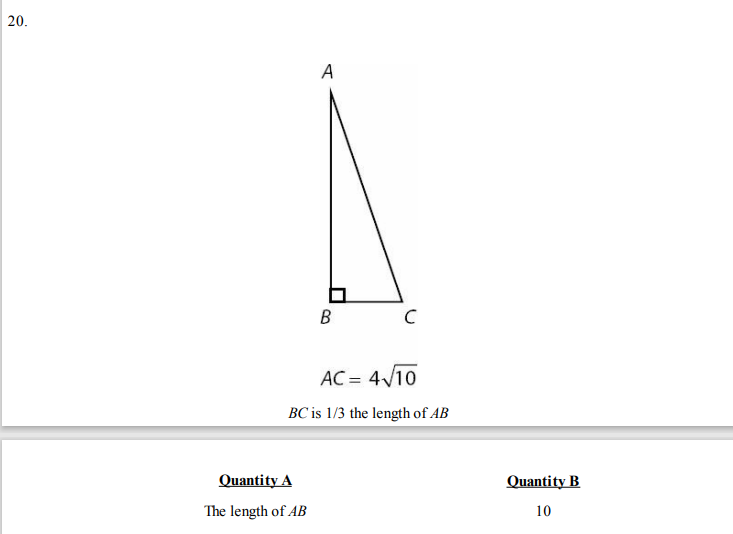 20.
A
B C
AC = 4√10
BC is 1/3 the length of AB
Quantity A Quantity B
The length of AB 10